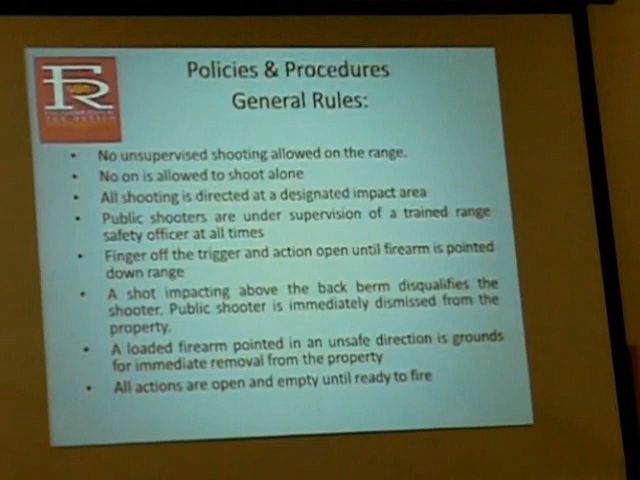 FR
Policies & Procedures
General Rules:
• No unsupervised shooting allowed on the range.
• No on is allowed to shoot alone
• All shooting is directed at a designated impact area
• Public shooters are under supervision of a trained range
safety officer at all times
• Finger off the trigger and action open until firearm is pointed
down range
• A shot impacting above the back berm disqualifies the
shooter. Public shooter is immediately dismissed from the
property.
• A loaded firearm pointed in an unsafe direction is grounds
for immediate removal from the property
• All actions are open and empty until ready to fire